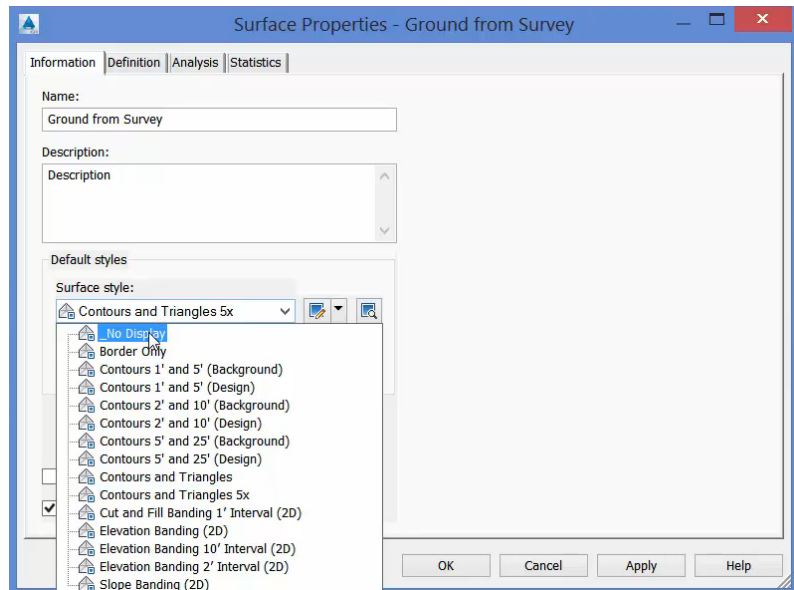 Surface Properties - Ground from Survey
Information Definition Analysis Statistics
Name:
Ground from Survey
Description:
Description
Default styles
Surface style:
Contours and Triangles 5x
_No Display
Border Only
Contours 1' and 5' (Background)
Contours 1' and 5' (Design)
Contours 2' and 10' (Background)
Contours 2' and 10' (Design)
Contours 5' and 25' (Background)
Contours 5' and 25' (Design)
Contours and Triangles
Contours and Triangles 5x
Cut and Fill Banding 1' Interval (2D)
Elevation Banding (2D)
Elevation Banding 10' Interval (2D)
Elevation Banding 2' Interval (2D)
Slope Banding (2D)
OK Cancel Apply Help